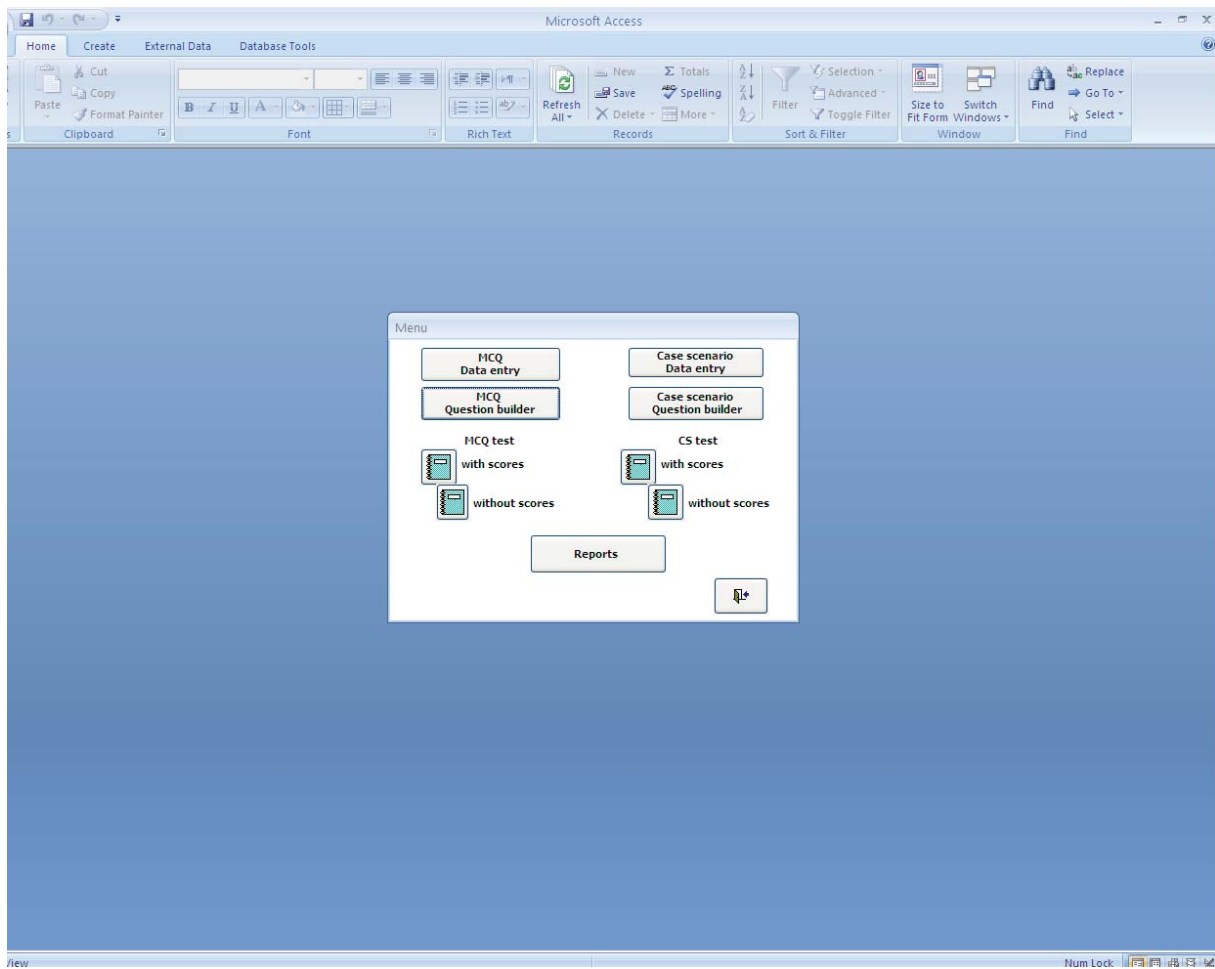 Microsoft Access
Home Create External Data Database Tools
Cut
Copy
Format Painter
Paste
Clipboard
B I U A
Font
ab
Rich Text
Refresh
All
New
Save
Delete
Σ Totals
ABC Spelling
More
Records
A Z
Z A
Filter
Selection
Advanced
Toggle Filter
Sort & Filter
Size to
Fit Form
Switch
Windows
Window
Find
Replace
Go To
Select
Find
Menu
MCQ
Data entry
Case scenario
Data entry
MCQ
Question builder
Case scenario
Question builder
MCQ test
CS test
with scores
with scores
without scores
without scores
Reports
Num Lock